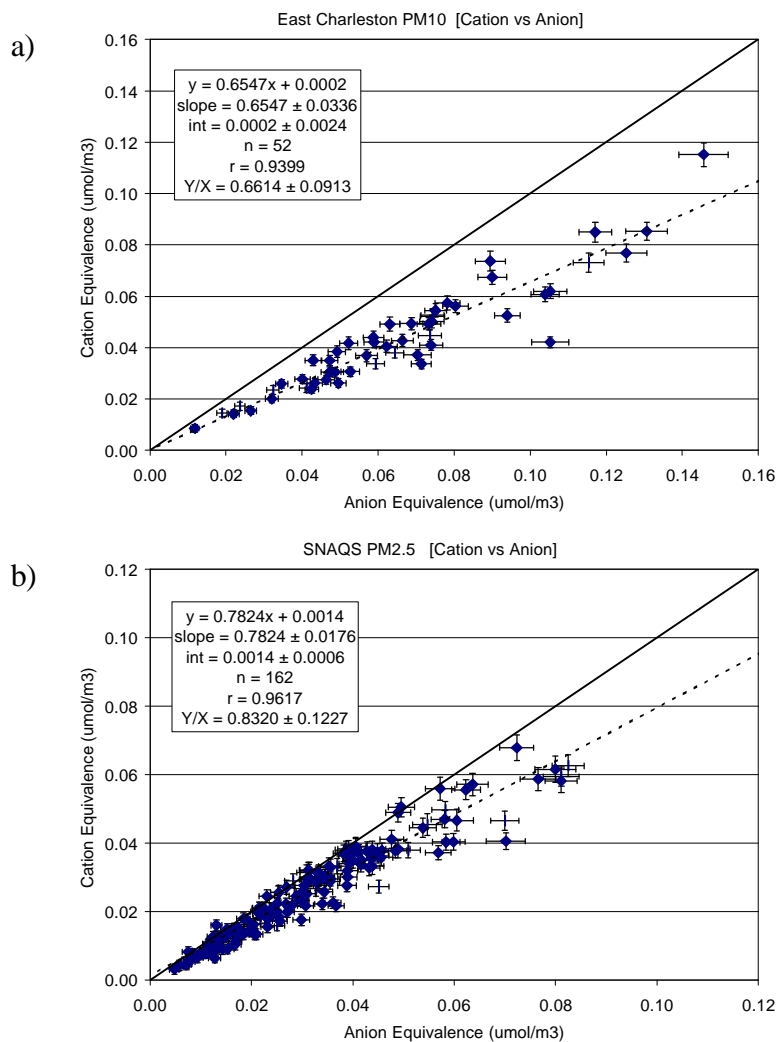 East Charleston PM10 [Cation vs Anion]
a)
0.16
0.14
0.12
0.10
0.08
0.06
0.04
0.02
0.00
Cation Equivalence (umol/m3)
y = 0.6547x + 0.0002
slope = 0.6547 ± 0.0336
int = 0.0002 ± 0.0024
n = 52
r = 0.9399
Y/X = 0.6614 ± 0.0913
0.00 0.02 0.04 0.06 0.08 0.10 0.12 0.14 0.16
Anion Equivalence (umol/m3)
SNAQS PM2.5 [Cation vs Anion]
b)
0.12
0.10
0.08
0.06
0.04
0.02
0.00
Cation Equivalence (umol/m3)
y = 0.7824x + 0.0014
slope = 0.7824 ± 0.0176
int = 0.0014 ± 0.0006
n = 162
r = 0.9617
Y/X = 0.8320 ± 0.1227
0.00 0.02 0.04 0.06 0.08 0.10 0.12
Anion Equivalence (umol/m3)